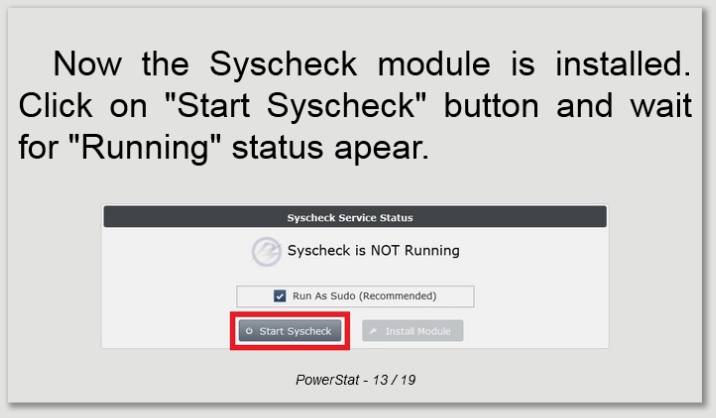 Now the Syscheck module is installed.
Click on "Start Syscheck" button and wait
for "Running" status apear.
Syscheck Service Status
Syscheck is NOT Running
Run As Sudo (Recommended)
Start Syscheck Install Module
PowerStat - 13 / 19